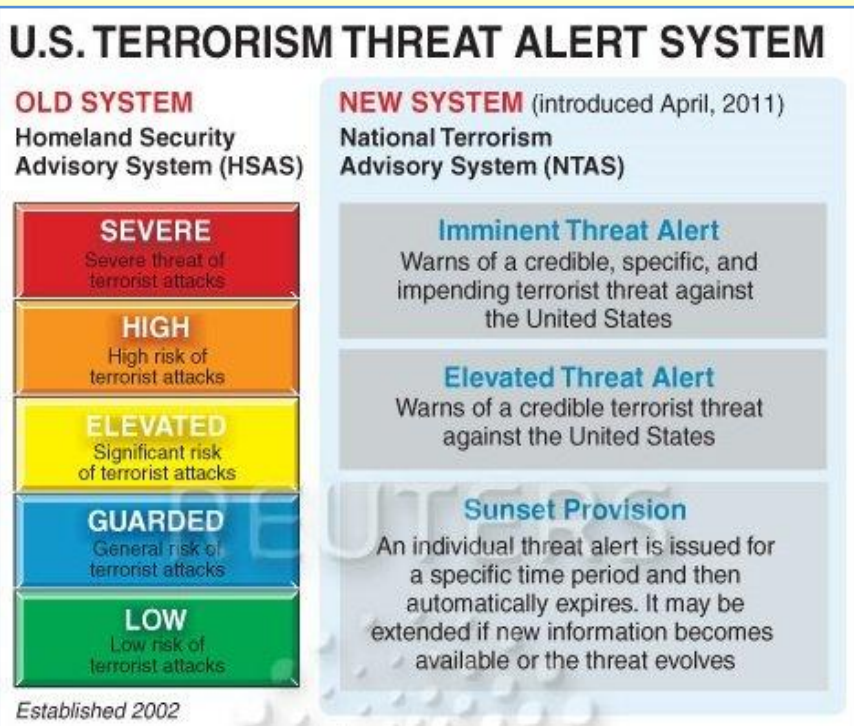 U.S. TERRORISM THREAT ALERT SYSTEM
OLD SYSTEM
Homeland Security
Advisory System (HSAS)
SEVERE
Severe threat of
terrorist attacks
HIGH
High risk of
terrorist attacks
ELEVATED
Significant risk
of terrorist attacks
GUARDED
General risk of
terrorist attacks
LOW
Low risk of
terrorist attacks
Established 2002
NEW SYSTEM (introduced April, 2011)
National Terrorism
Advisory System (NTAS)
Imminent Threat Alert
Warns of a credible, specific, and
impending terrorist threat against
the United States
Elevated Threat Alert
Warns of a credible terrorist threat
against the United States
Sunset Provision
An individual threat alert is issued for
a specific time period and then
automatically expires. It may be
extended if new information becomes
available or the threat evolves
REUTERS